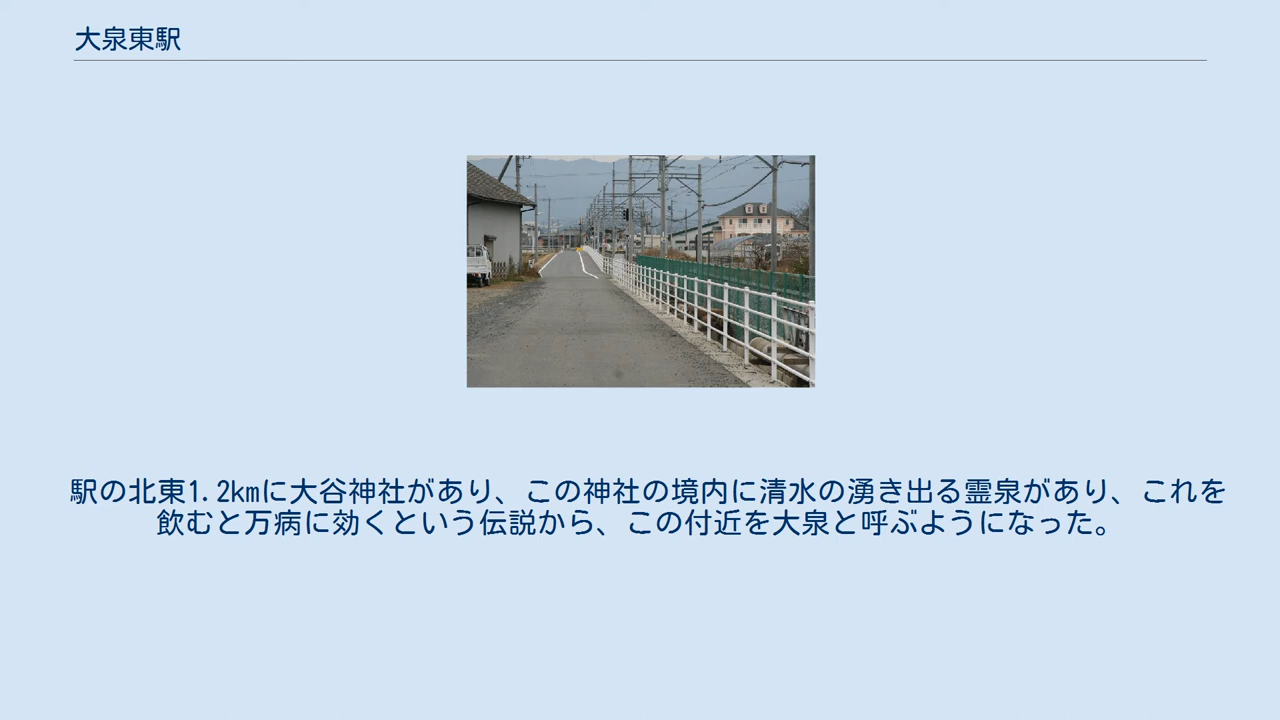 大泉東駅
駅の北東1.2kmに大谷神社があり、この神社の境内に清水の湧き出る霊泉があり、これを
飲むと万病に効くという伝説から、この付近を大泉と呼ぶようになった。